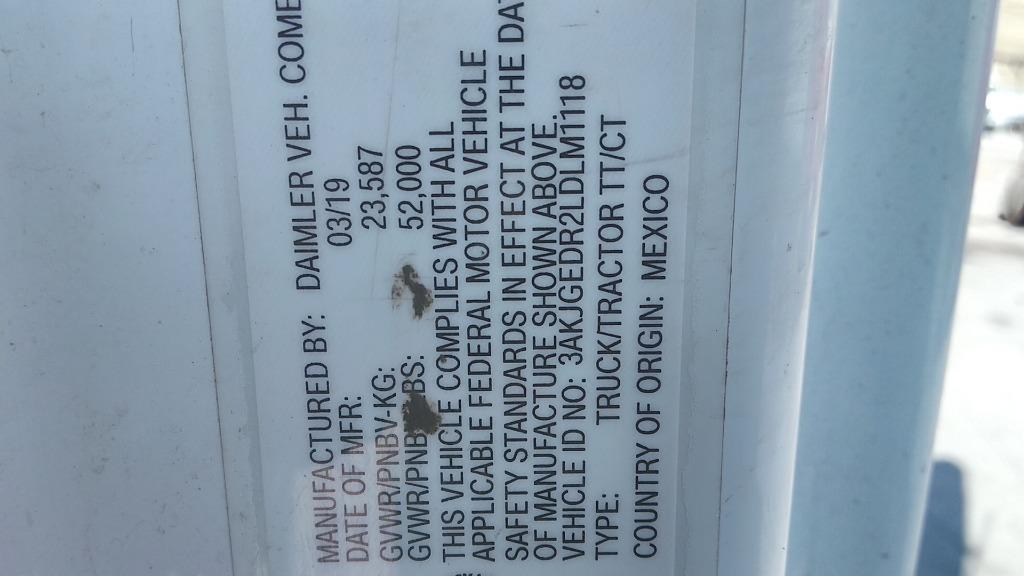 MANUFACTURED BY: DAIMLER VEH. COME
DATE OF MFR: 03/19
GVWR/PNBV-KG: 23,587
GVWR/PNB BS: 52,000
THIS VEHICLE COMPLIES WITH ALL
APPLICABLE FEDERAL MOTOR VEHICLE
SAFETY STANDARDS IN EFFECT AT THE DA
OF MANUFACTURE SHOWN ABOVE.
VEHICLE ID NO: 3AKJGEDR2LDLM1118
TYPE: TRUCK/TRACTOR TT/CT
COUNTRY OF ORIGIN: MEXICO